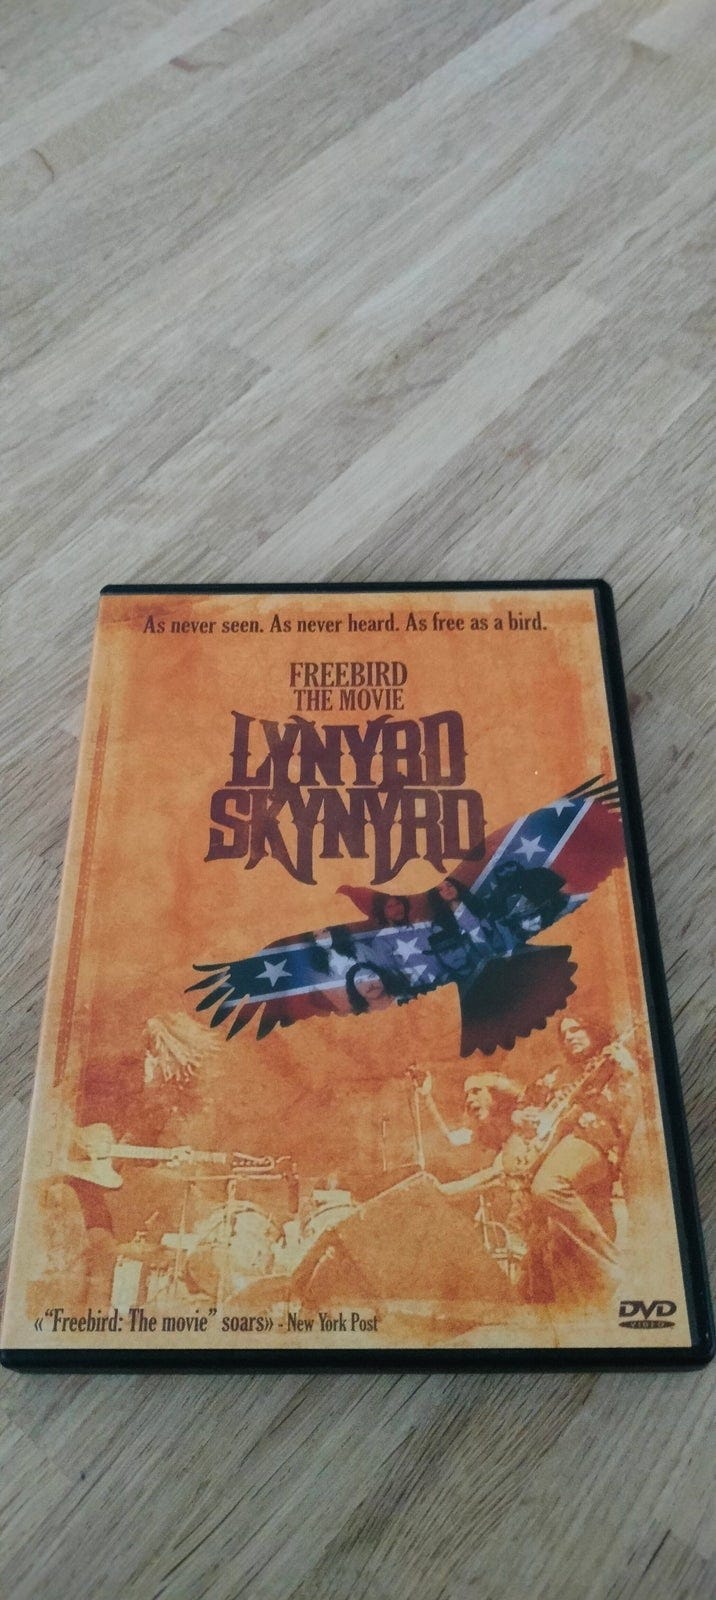 As never seen. As never heard. As free as a bird.
FREEBIRD
THE MOVIE
LYNYRD
SKYNYRD
«“Freebird: The movie” soars» - New York Post
DVD
VIDEO